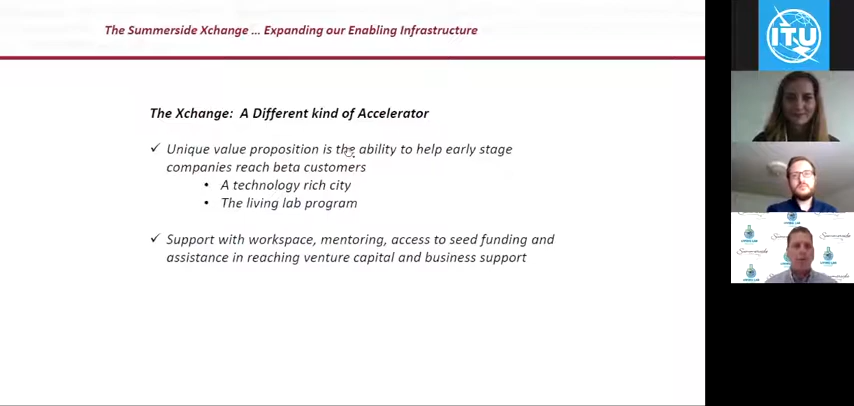 The Summerside Xchange ... Expanding our Enabling Infrastructure
The Xchange: A Different kind of Accelerator
✓ Unique value proposition is the ability to help early stage
companies reach beta customers
• A technology rich city
• The living lab program
✓ Support with workspace, mentoring, access to seed funding and
assistance in reaching venture capital and business support
ITU